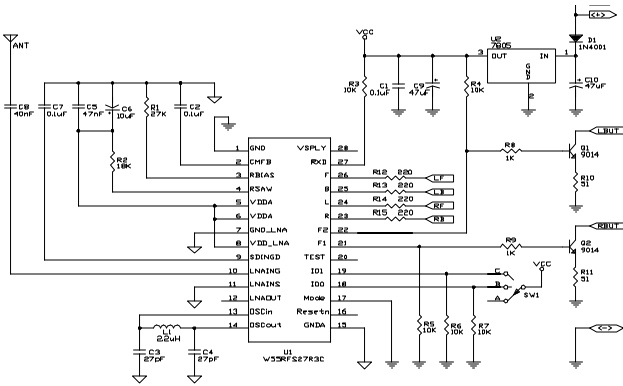 ANT
VCC
U2
7805
3 OUT IN 1
GND
2
<+>
D1
1N4001
C8
40nF
C7
0.1uF
C5
47nF
C6
10uF
R1
27K
C2
0.1uF
R2
18K
R3
10K
C1
0.1uF
C9
47uF
R4
10K
C10
47uF
R8
1K
LBUT
Q1
9014
R10
51
1 GND VSPLY 28
2 CMFB RXD 27
3 RBIAS F 26
4 RSAW B 25
5 VDDA L 24
6 VDDA R 23
7 GND_LNA F2 22
8 VDD_LNA F1 21
9 SDINGD TEST 20
10 LNAING ID1 19
11 LNAINS ID0 18
12 LNAOUT Mode 17
13 OSCin Resetn 16
14 OSCout GNDA 15
U1
W55RFS27R3C
R12 220 LF
R13 220 LB
R14 220 RF
R15 220 RB
R9
1K
RBUT
Q2
9014
R11
51
VCC
C
B
A
SW1
R5
10K
R6
10K
R7
10K
L1
22uH
C3
27pF
C4
27pF
<->